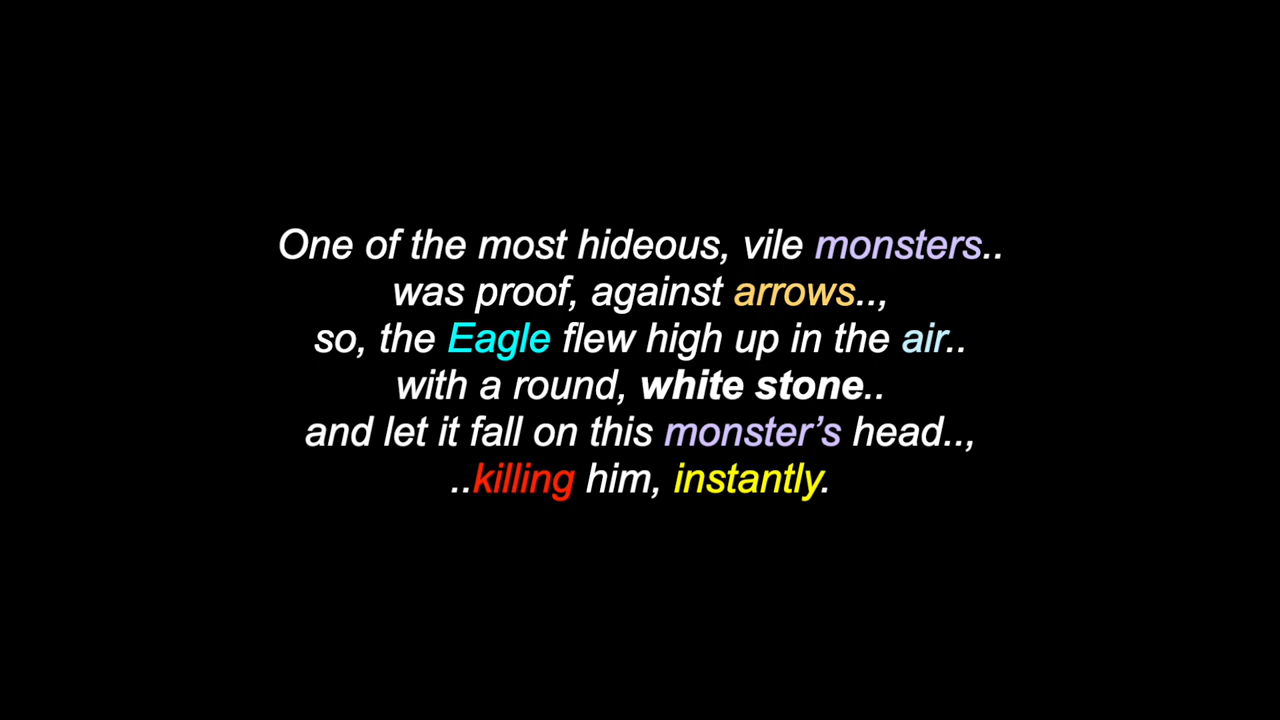 One of the most hideous, vile monsters..
was proof, against arrows..,
so, the Eagle flew high up in the air..
with a round, white stone..
and let it fall on this monster’s head..,
..killing him, instantly.